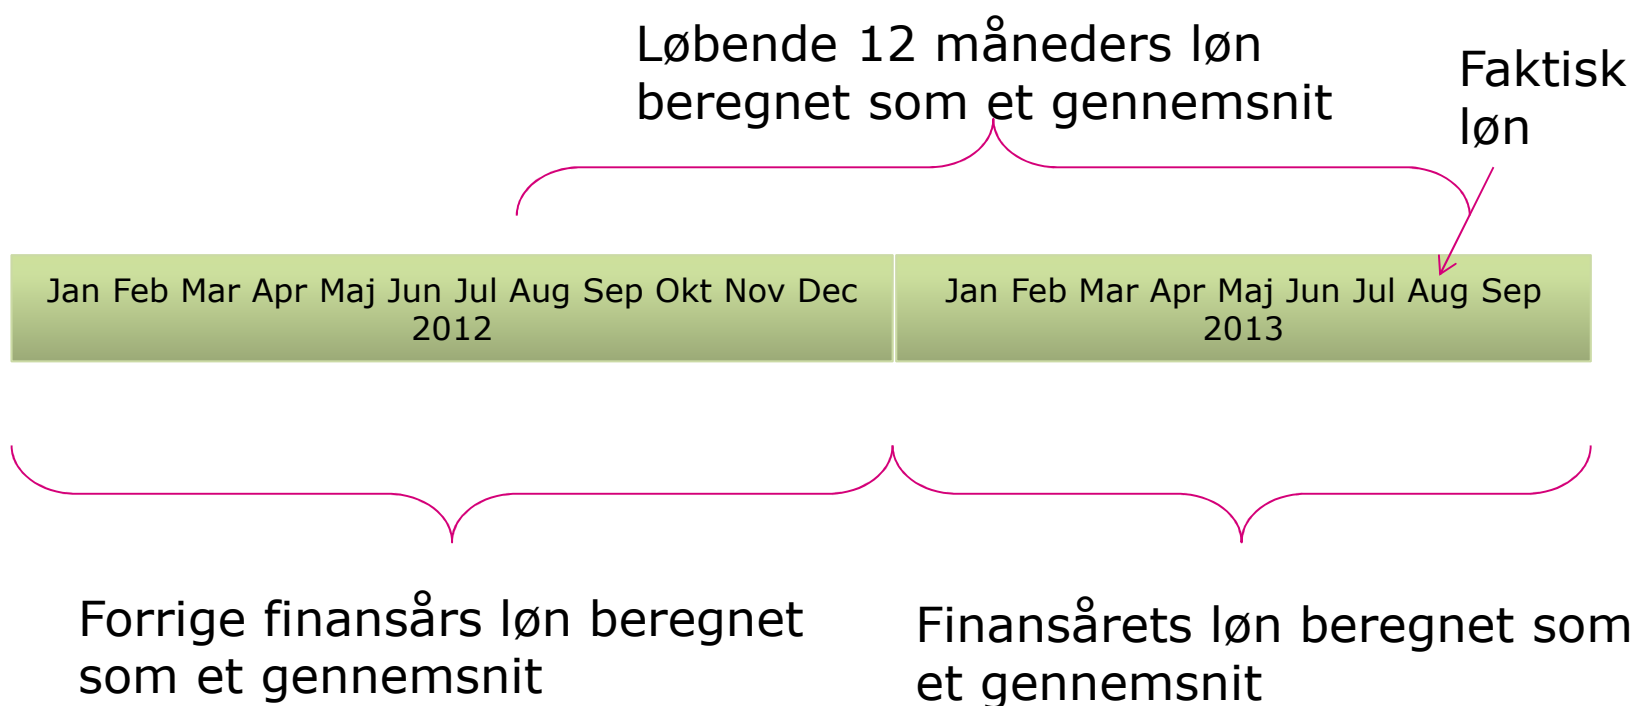 Løbende 12 måneders løn
beregnet som et gennemsnit
Faktisk
løn
Jan Feb Mar Apr Maj Jun Jul Aug Sep Okt Nov Dec
2012
Jan Feb Mar Apr Maj Jun Jul Aug Sep
2013
Forrige finansårs løn beregnet
som et gennemsnit
Finansårets løn beregnet som
et gennemsnit